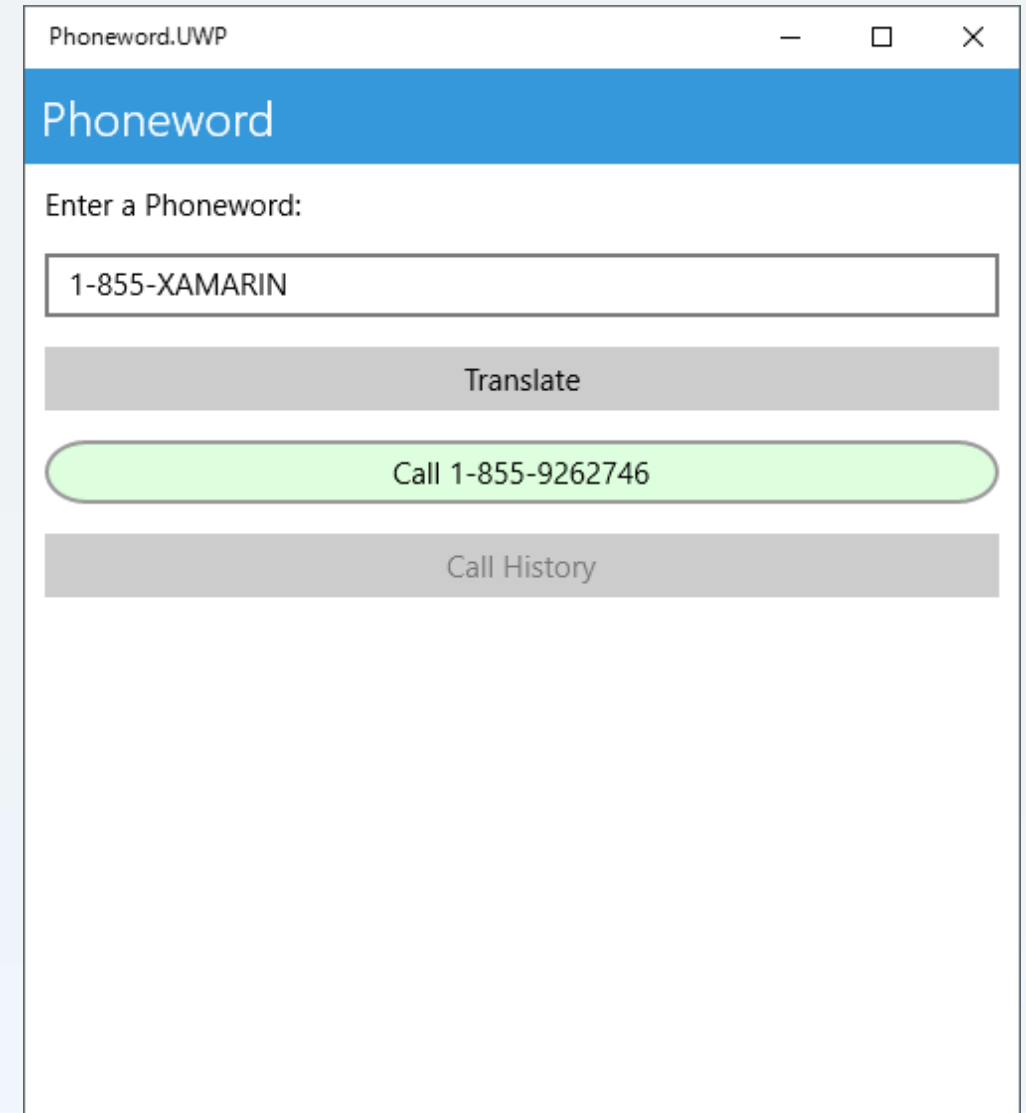 Phoneword.UWP
Phoneword
Enter a Phoneword:
1-855-XAMARIN
Translate
Call 1-855-9262746
Call History